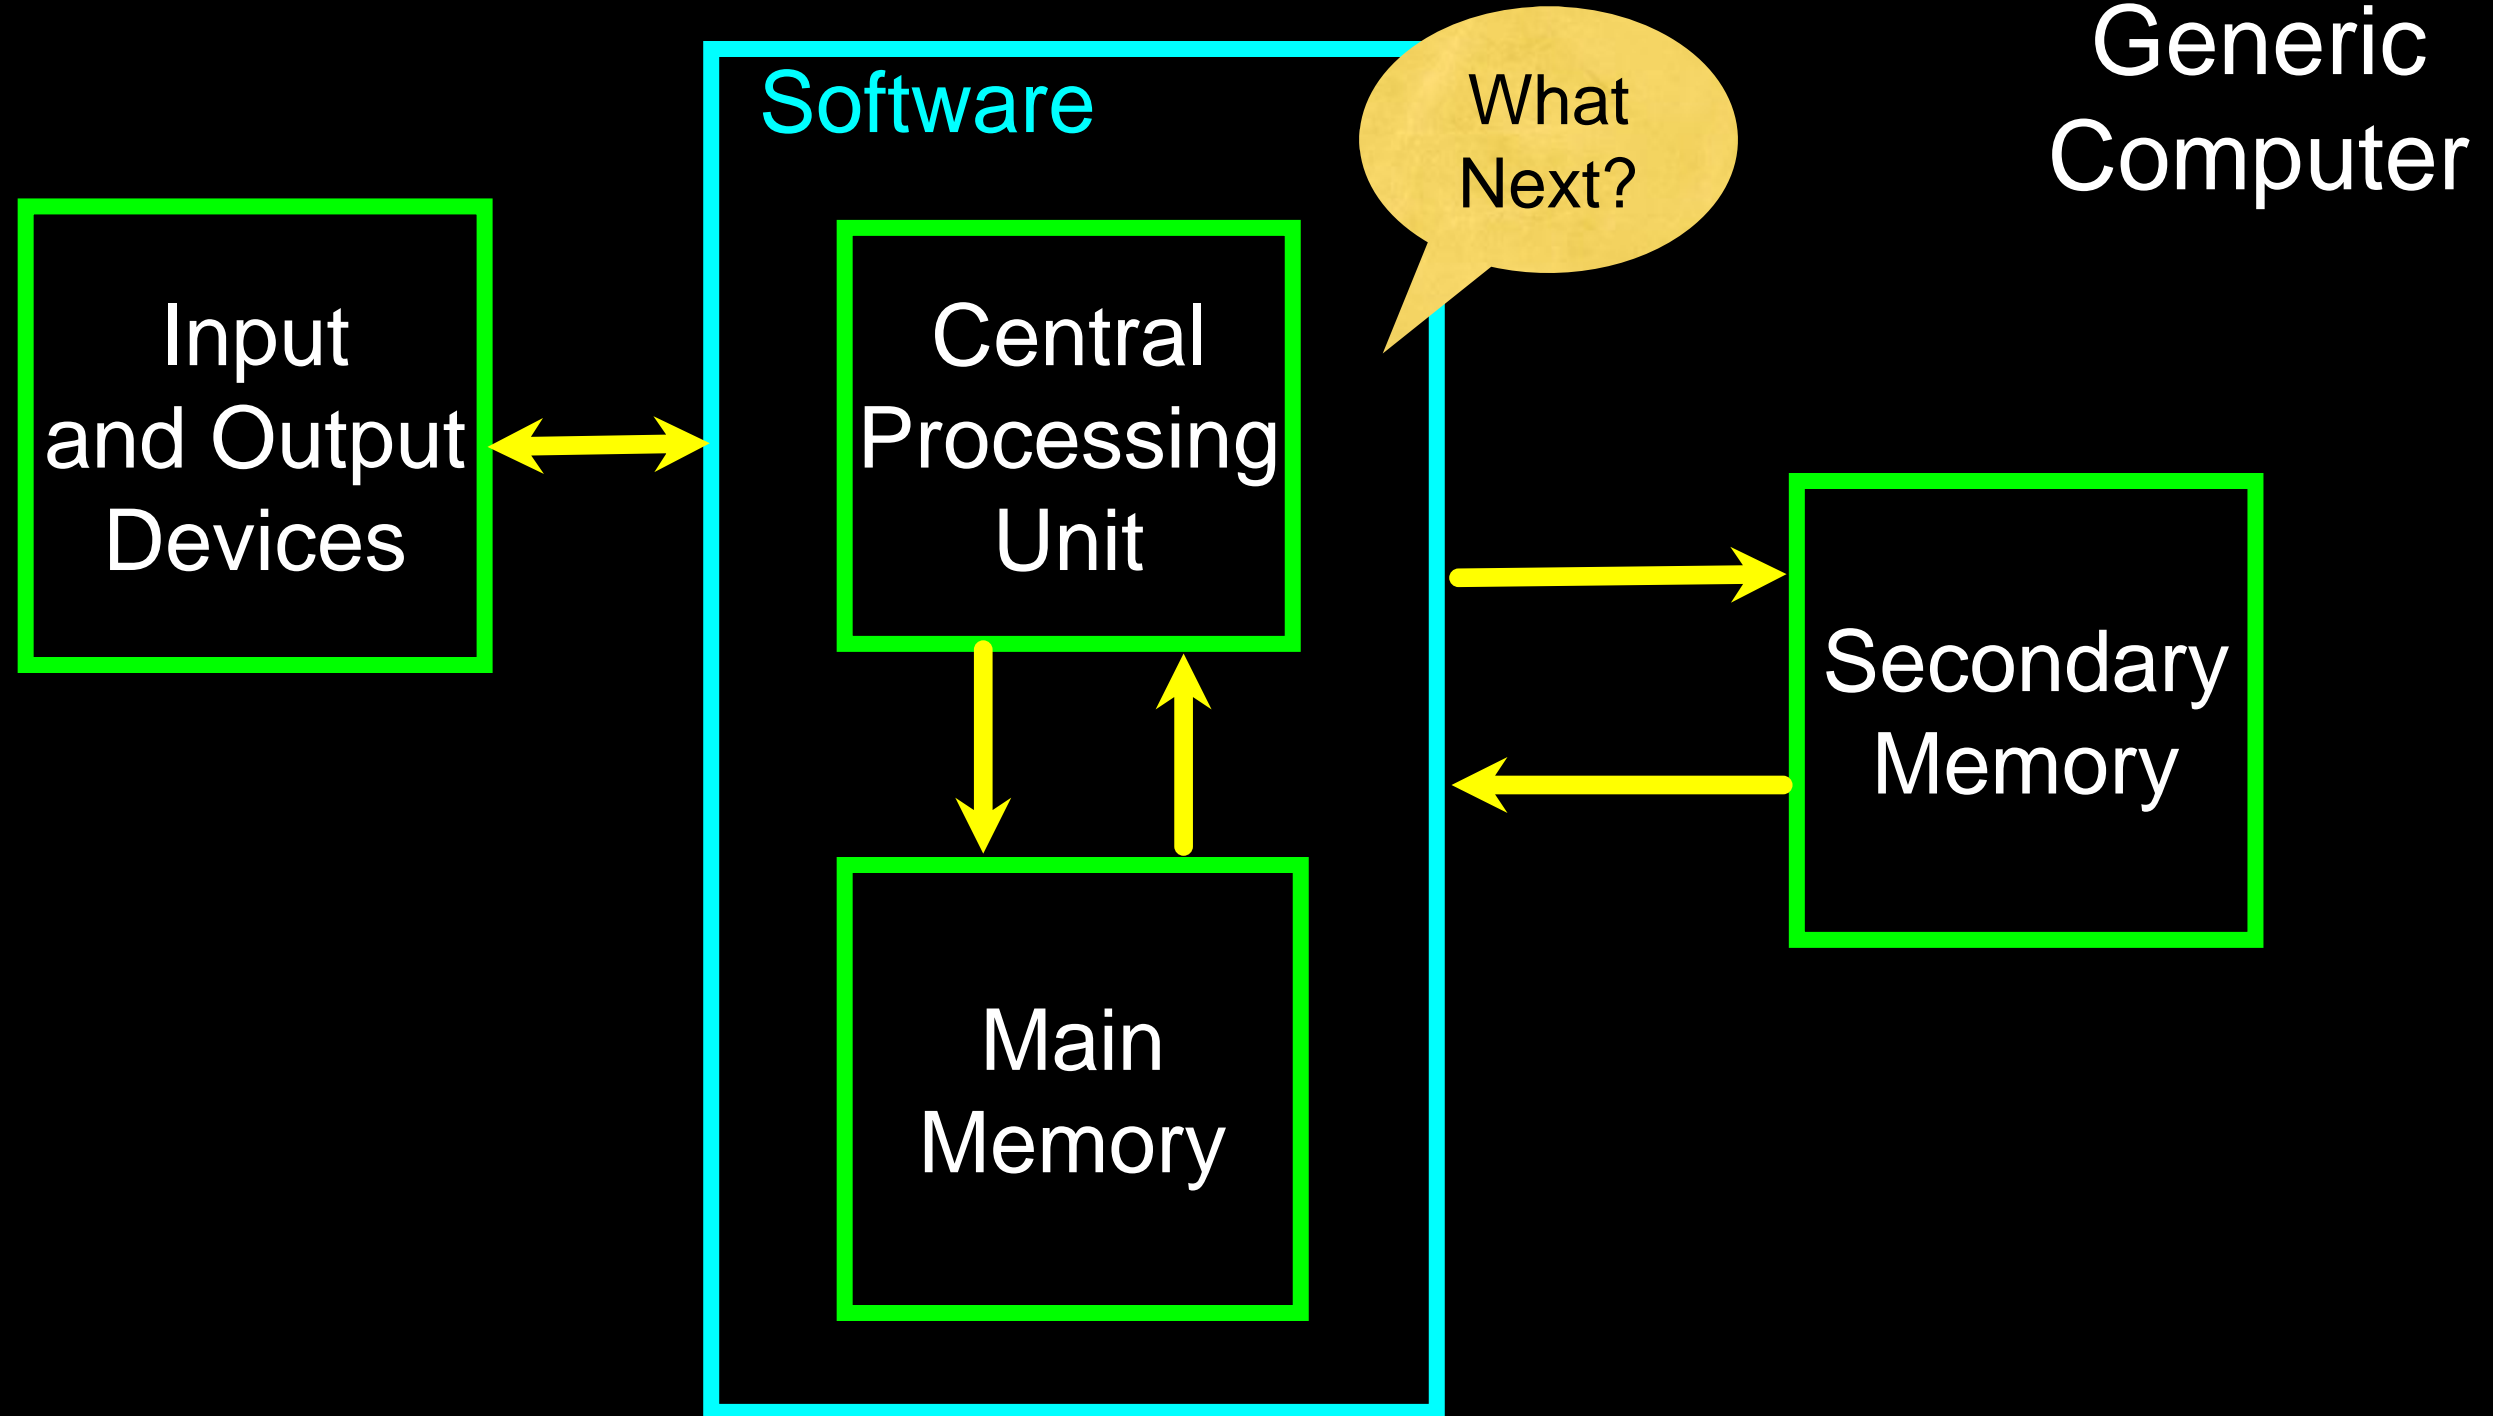 Generic
Computer
Software
What
Next?
Input
and Output
Devices
Central
Processing
Unit
Secondary
Memory
Main
Memory